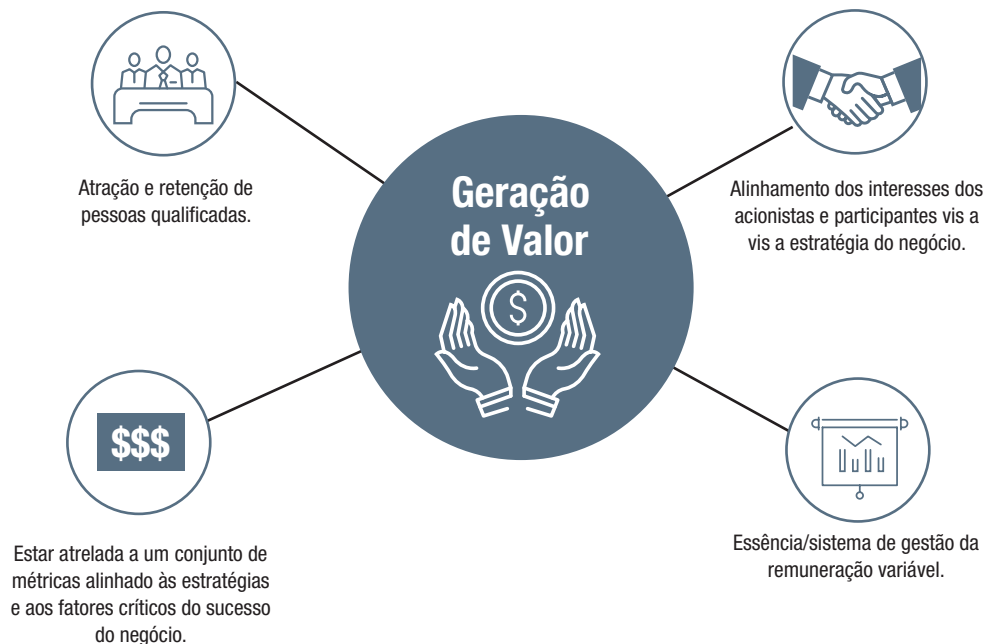 Geração
de Valor
$
Atração e retenção de
pessoas qualificadas.
Alinhamento dos interesses dos
acionistas e participantes vis a
vis a estratégia do negócio.
$$$
Estar atrelada a um conjunto de
métricas alinhado às estratégias
e aos fatores críticos do sucesso
do negócio.
Essência/sistema de gestão da
remuneração variável.